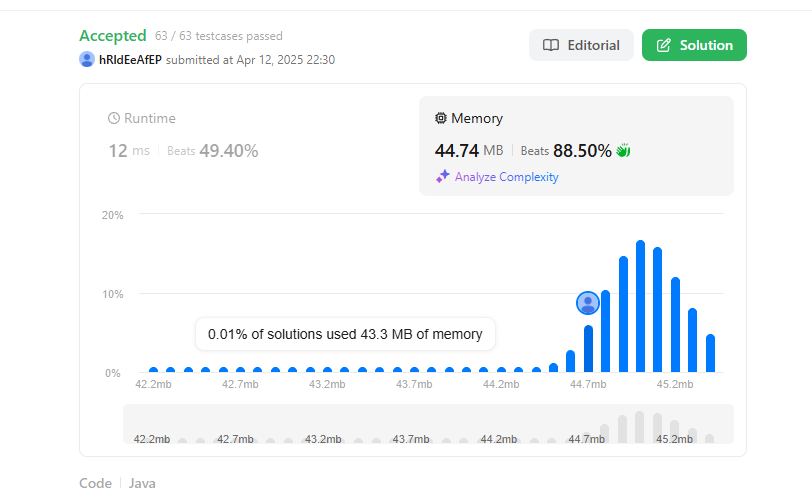 Accepted 63 / 63 testcases passed
hRIdEeAfEP submitted at Apr 12, 2025 22:30
Editorial
Solution
Runtime
12 ms Beats 49.40%
Memory
44.74 MB Beats 88.50%
Analyze Complexity
20%
10%
0%
0.01% of solutions used 43.3 MB of memory
42.2mb 42.7mb 43.2mb 43.7mb 44.2mb 44.7mb 45.2mb
42.2mb 42.7mb 43.2mb 43.7mb 44.2mb 44.7mb 45.2mb
Code Java